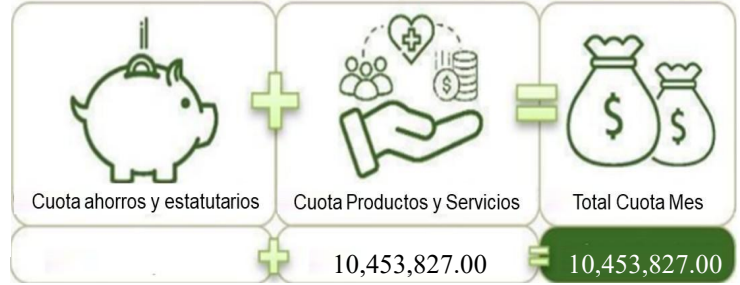 Cuota ahorros y estatutarios
Cuota Productos y Servicios
Total Cuota Mes
10,453,827.00
10,453,827.00